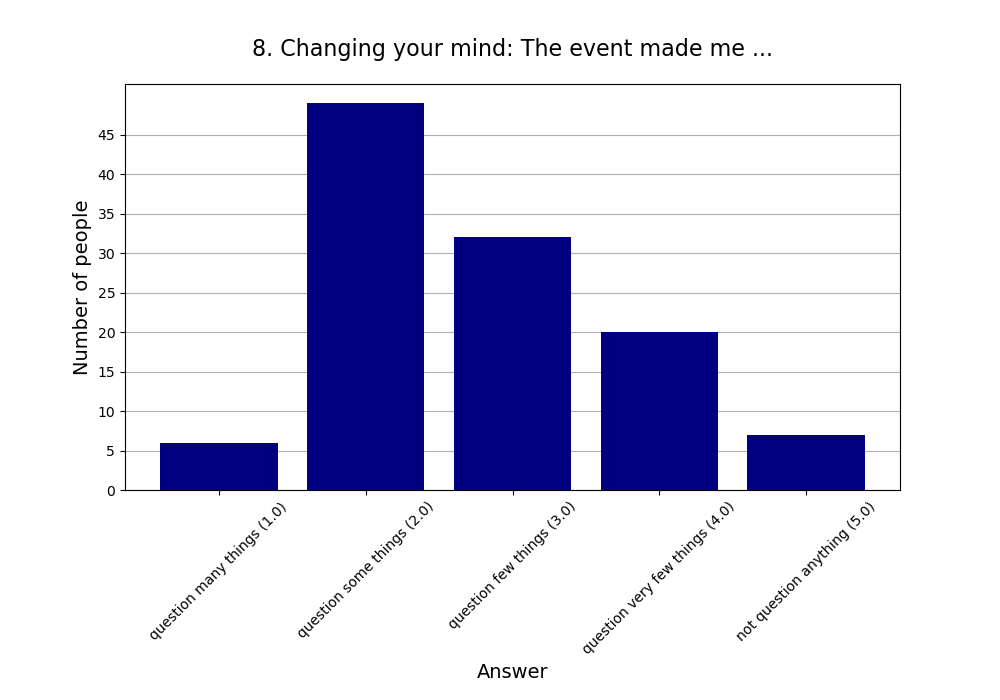 8. Changing your mind: The event made me ...
Number of people
45
40
35
30
25
20
15
10
5
0
question many things (1.0)
question some things (2.0)
question few things (3.0)
question very few things (4.0)
not question anything (5.0)
Answer